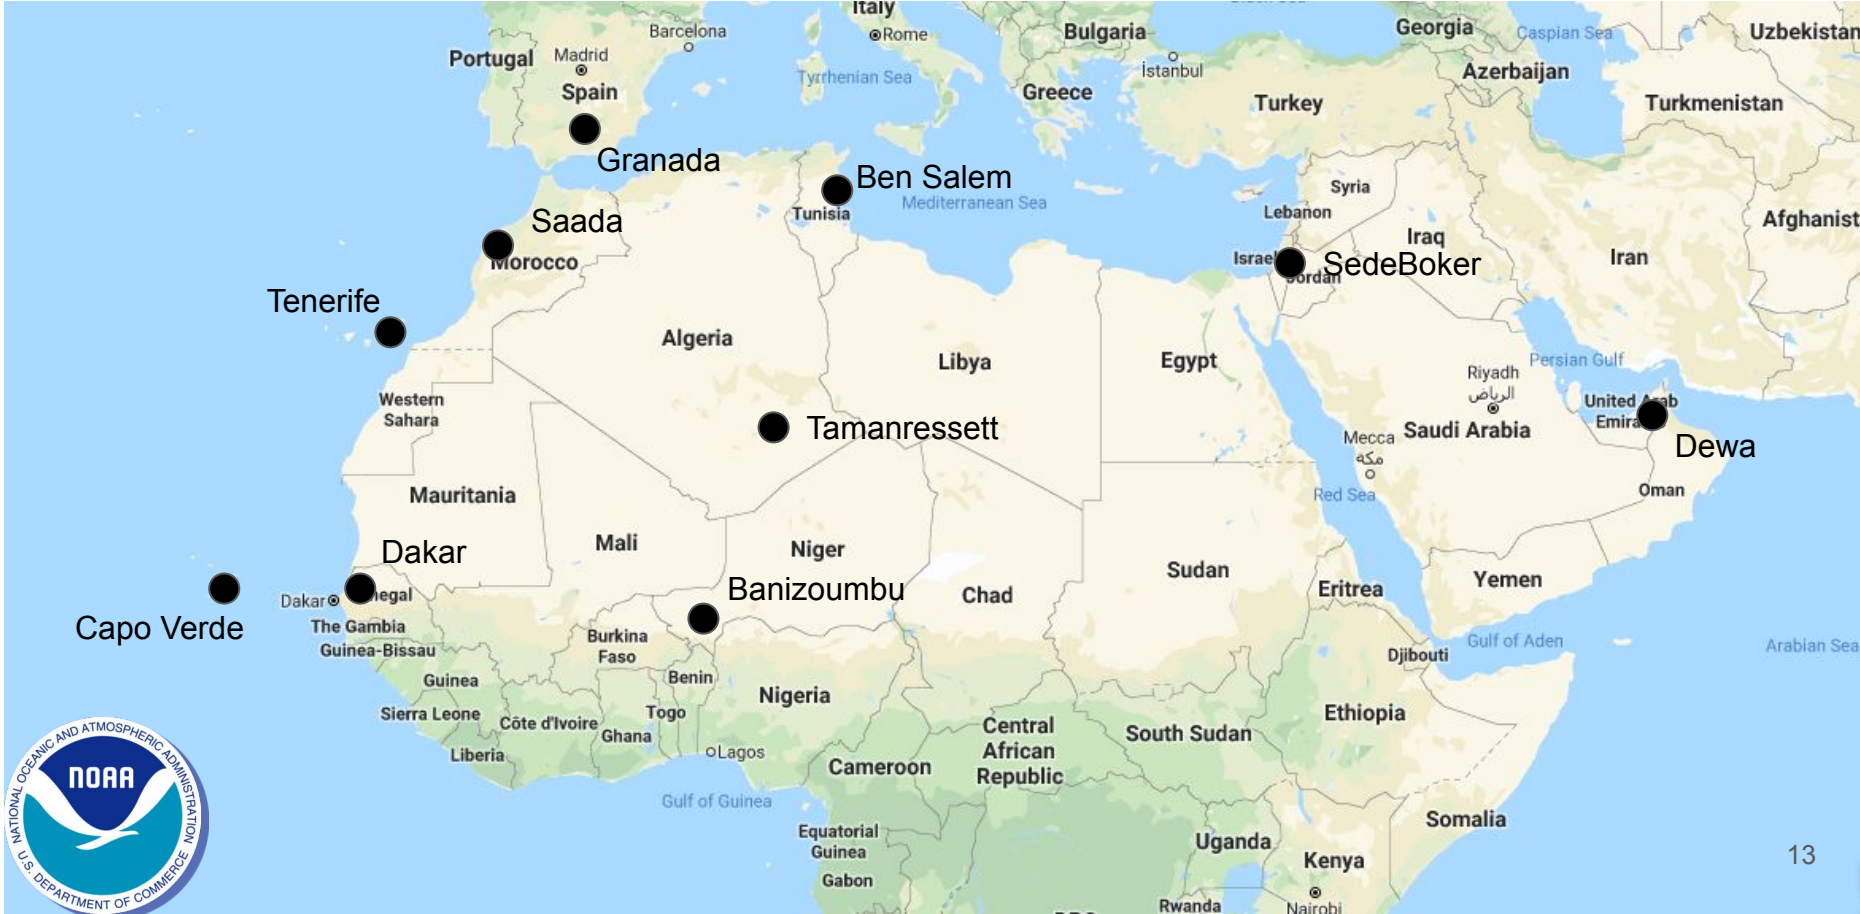 Italy
Black Sea
Barcelona
Rome
Bulgaria
Georgia
Caspian Sea
Uzbekistan
Portugal
Madrid
Spain
Tyrrhenian Sea
İstanbul
Azerbaijan
Greece
Turkey
Turkmenistan
Granada
Ben Salem
Mediterranean Sea
Tunisia
Syria
Lebanon
Afghanist
Saada
Morocco
Iraq
Iran
Israel
SedeBoker
Jordan
Tenerife
Algeria
Libya
Egypt
Persian Gulf
Riyadh
الرياض
Western
Sahara
United Arab
Emira
Tamanressett
Mecca
مكة
Saudi Arabia
Dewa
Mauritania
Red Sea
Oman
Dakar
Mali
Niger
Sudan
Yemen
Eritrea
Banizoumbu
Chad
Dakar
negal
Capo Verde
The Gambia
Guinea-Bissau
Burkina
Faso
Gulf of Aden
Arabian Sea
Djibouti
Guinea
Benin
Nigeria
Sierra Leone
Côte d'Ivoire
Togo
Ghana
Ethiopia
Central
African
Republic
South Sudan
Liberia
Lagos
Cameroon
Gulf of Guinea
Somalia
Equatorial
Guinea
Uganda
Kenya
Gabon
Rwanda
Nairobi
NATIONAL OCEANIC AND ATMOSPHERIC ADMINISTRATION
NOAA
U.S. DEPARTMENT OF COMMERCE
13